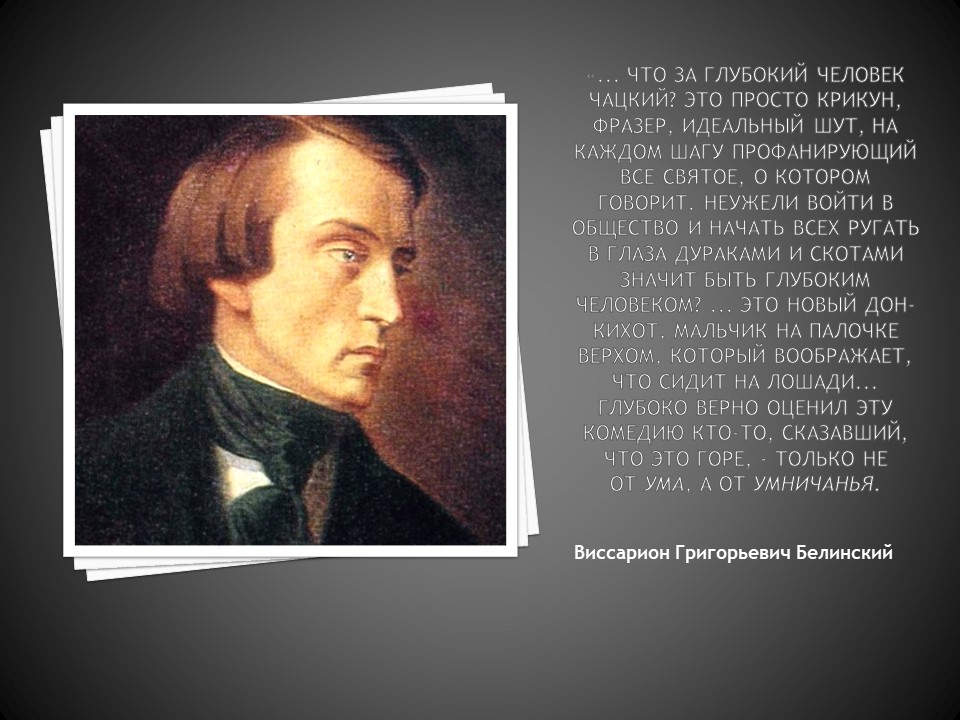 «... ЧТО ЗА ГЛУБОКИЙ ЧЕЛОВЕК
ЧАЦКИЙ? ЭТО ПРОСТО КРИКУН,
ФРАЗЕР, ИДЕАЛЬНЫЙ ШУТ, НА
КАЖДОМ ШАГУ ПРОФАНИРУЮЩИЙ
ВСЕ СВЯТОЕ, О КОТОРОМ
ГОВОРИТ. НЕУЖЕЛИ ВОЙТИ В
ОБЩЕСТВО И НАЧАТЬ ВСЕХ РУГАТЬ
В ГЛАЗА ДУРАКАМИ И СКОТАМИ
ЗНАЧИТ БЫТЬ ГЛУБОКИМ
ЧЕЛОВЕКОМ? ... ЭТО НОВЫЙ ДОН-
КИХОТ, МАЛЬЧИК НА ПАЛОЧКЕ
ВЕРХОМ, КОТОРЫЙ ВООБРАЖАЕТ,
ЧТО СИДИТ НА ЛОШАДИ...
ГЛУБОКО ВЕРНО ОЦЕНИЛ ЭТУ
КОМЕДИЮ КТО-ТО, СКАЗАВШИЙ,
ЧТО ЭТО ГОРЕ, - ТОЛЬКО НЕ
ОТ УМА, А ОТ УМНИЧАНЬЯ.
Виссарион Григорьевич Белинский